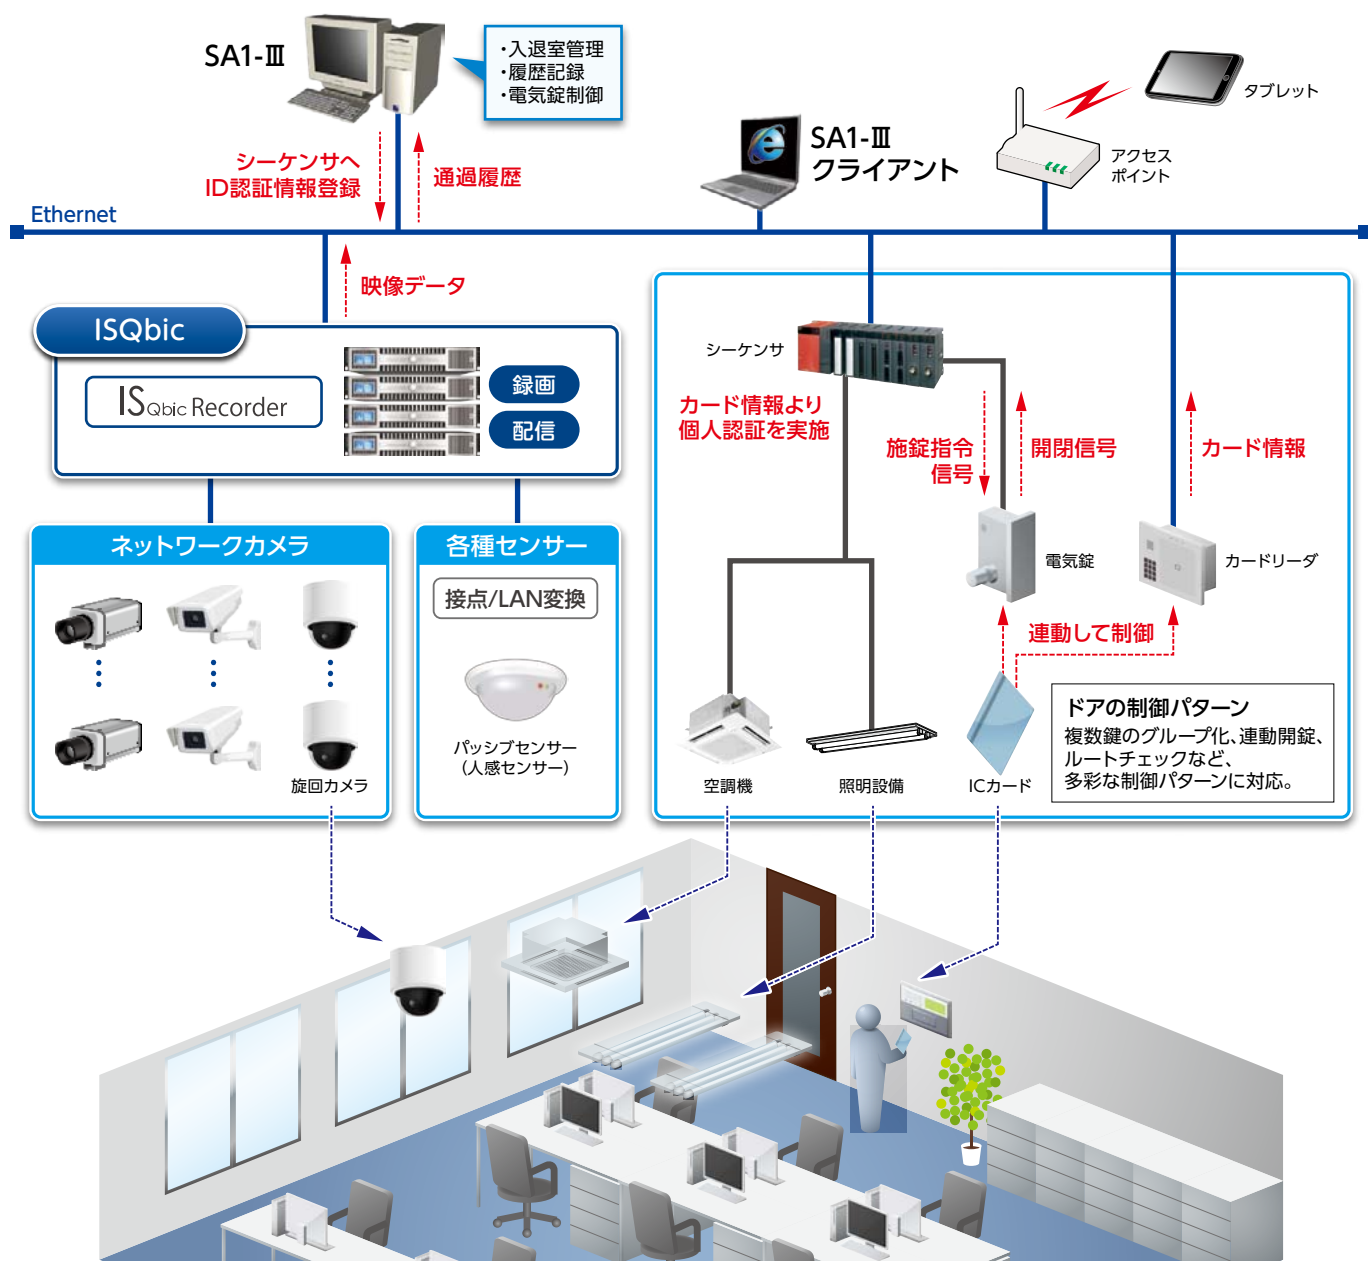 SA1-Ⅲ
・入退室管理
・履歴記録
・電気錠制御
タブレット
SA1-Ⅲ
クライアント
アクセス
ポイント
シーケンサへ
ID認証情報登録
通過履歴
Ethernet
映像データ
ISQbic
ISQbic Recorder
録画
配信
シーケンサ
カード情報より
個人認証を実施
施錠指令
信号
開閉信号
カード情報
ネットワークカメラ
各種センサー
接点/LAN変換
電気錠
カードリーダ
連動して制御
パッシブセンサー
(人感センサー)
旋回カメラ
空調機
照明設備
ICカード
ドアの制御パターン
複数鍵のグループ化、連動開錠、
ルートチェックなど、
多彩な制御パターンに対応。